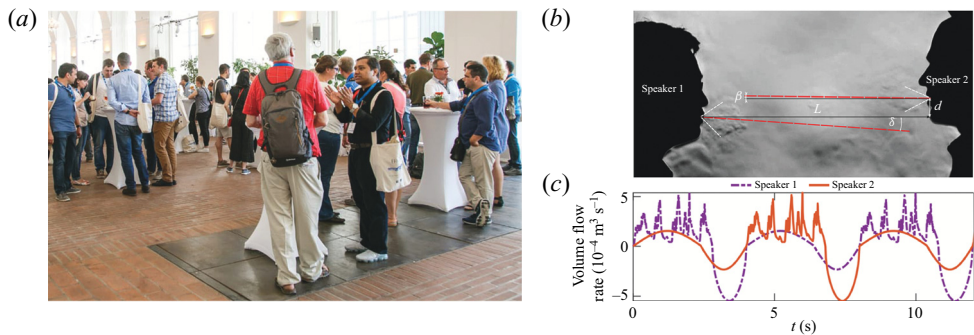 (a)
(b)
Speaker 1
Speaker 2
β
L
d
δ
(c)
Speaker 1
Speaker 2
Volume flow
rate (10⁻⁴ m³ s⁻¹)
5
0
−5
0
5
10
t (s)